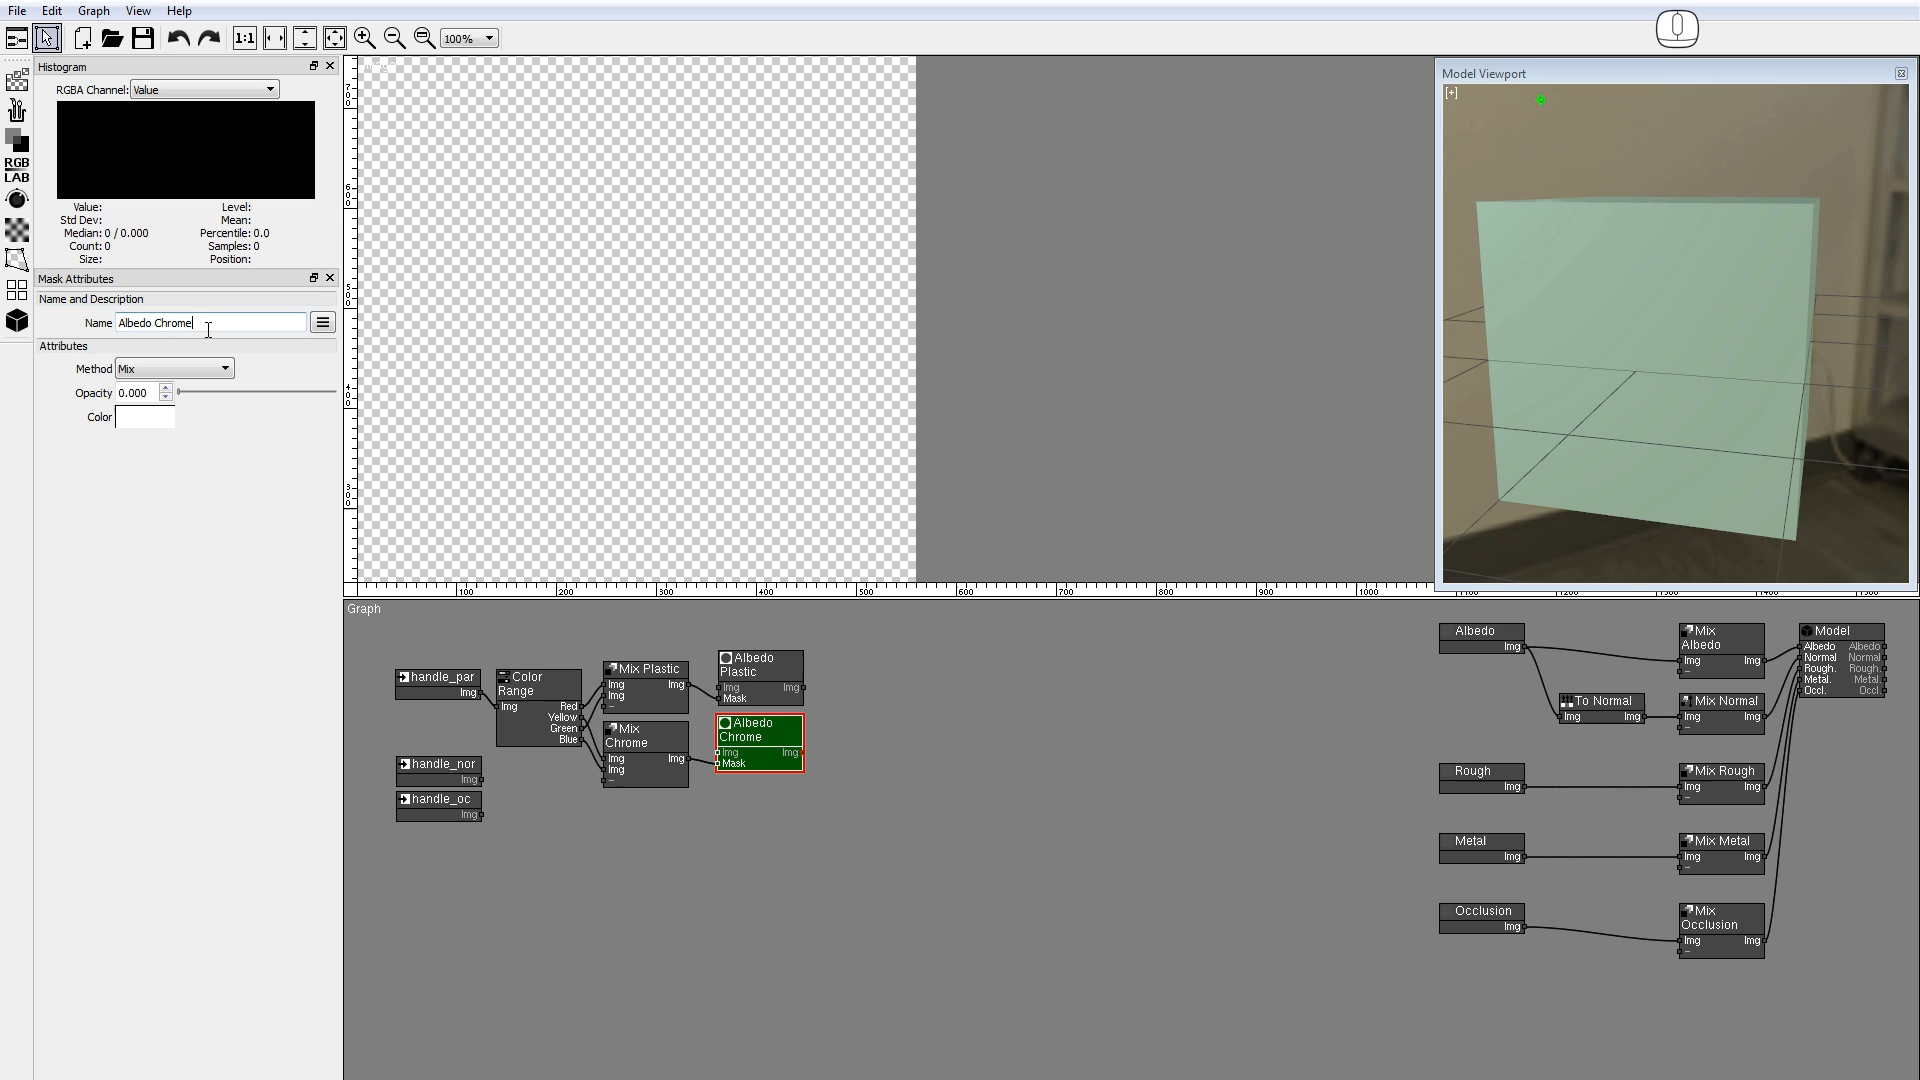 File Edit Graph View Help
1:1 100%
Histogram
RGBA Channel: Value
Value: Level:
Std Dev: Mean:
Median: 0 / 0.000 Percentile: 0.0
Count: 0 Samples: 0
Size: Position:
RGB
LAB
Mask Attributes
Name and Description
Name Albedo Chrome
Attributes
Method Mix
Opacity 0.000
Color
700
600
500
400
300
100 200 300 400 500 600 700 800 900 1000
Model Viewport
[+]
Graph
handle_par
Img
Color
Range
Img Red
Yellow
Green
Blue
Mix Plastic
Img Img
Img
Mix
Chrome
Img Img
Img
Albedo
Plastic
Img Img
Mask
Albedo
Chrome
Img Img
Mask
handle_nor
Img
handle_oc
Img
Albedo
Img
Mix
Albedo
Img Img
Model
Albedo Albedo
Normal Normal
Rough. Rough.
Metal. Metal.
Occl. Occl.
To Normal
Img Img
Mix Normal
Img Img
Rough
Img
Mix Rough
Img Img
Metal
Img
Mix Metal
Img Img
Occlusion
Img
Mix
Occlusion
Img Img